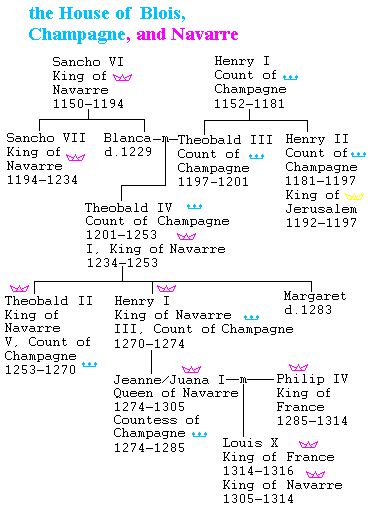 the House of Blois,
Champagne, and Navarre
Sancho VI
King of
Navarre
1150–1194
Henry I
Count of
Champagne
1152–1181
Sancho VII
King of
Navarre
1194–1234
Blanca
d.1229
m
Theobald III
Count of
Champagne
1197–1201
Henry II
Count of
Champagne
1181–1197
King of
Jerusalem
1192–1197
Theobald IV
Count of Champagne
1201–1253
I, King of Navarre
1234–1253
Theobald II
King of
Navarre
V, Count of
Champagne
1253–1270
Henry I
King of Navarre
III, Count of Champagne
1270–1274
Margaret
d.1283
Jeanne/Juana I
Queen of Navarre
1274–1305
Countess of
Champagne
1274–1285
m
Philip IV
King of
France
1285–1314
Louis X
King of France
1314–1316
King of Navarre
1305–1314